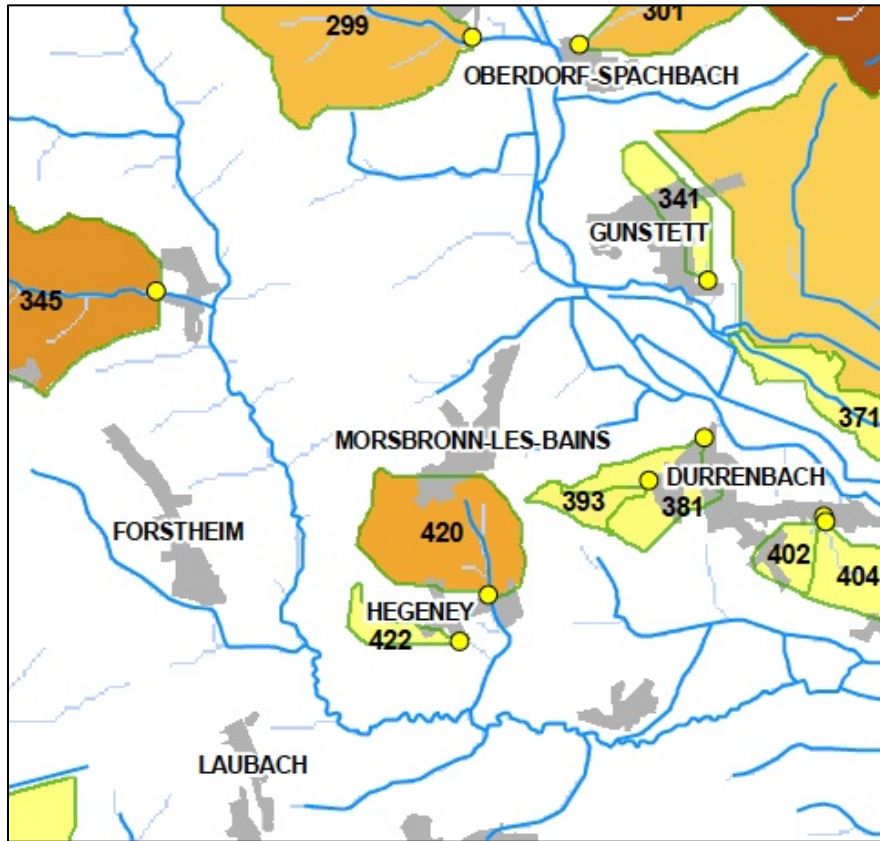 299
301
OBERDORF-SPACHBACH
341
GUNSTETT
345
371
MORSBRONN-LES-BAINS
DURRENBACH
393
381
FORSTHEIM
420
402
404
HEGENEY
422
LAUBACH